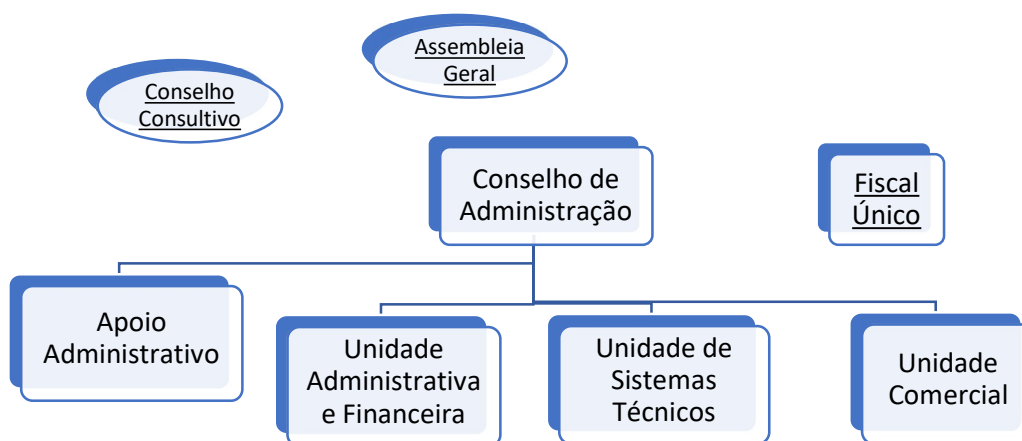 Assembleia
Geral
Conselho
Consultivo
Conselho de
Administração
Fiscal
Único
Apoio
Administrativo
Unidade
Administrativa
e Financeira
Unidade de
Sistemas
Técnicos
Unidade
Comercial